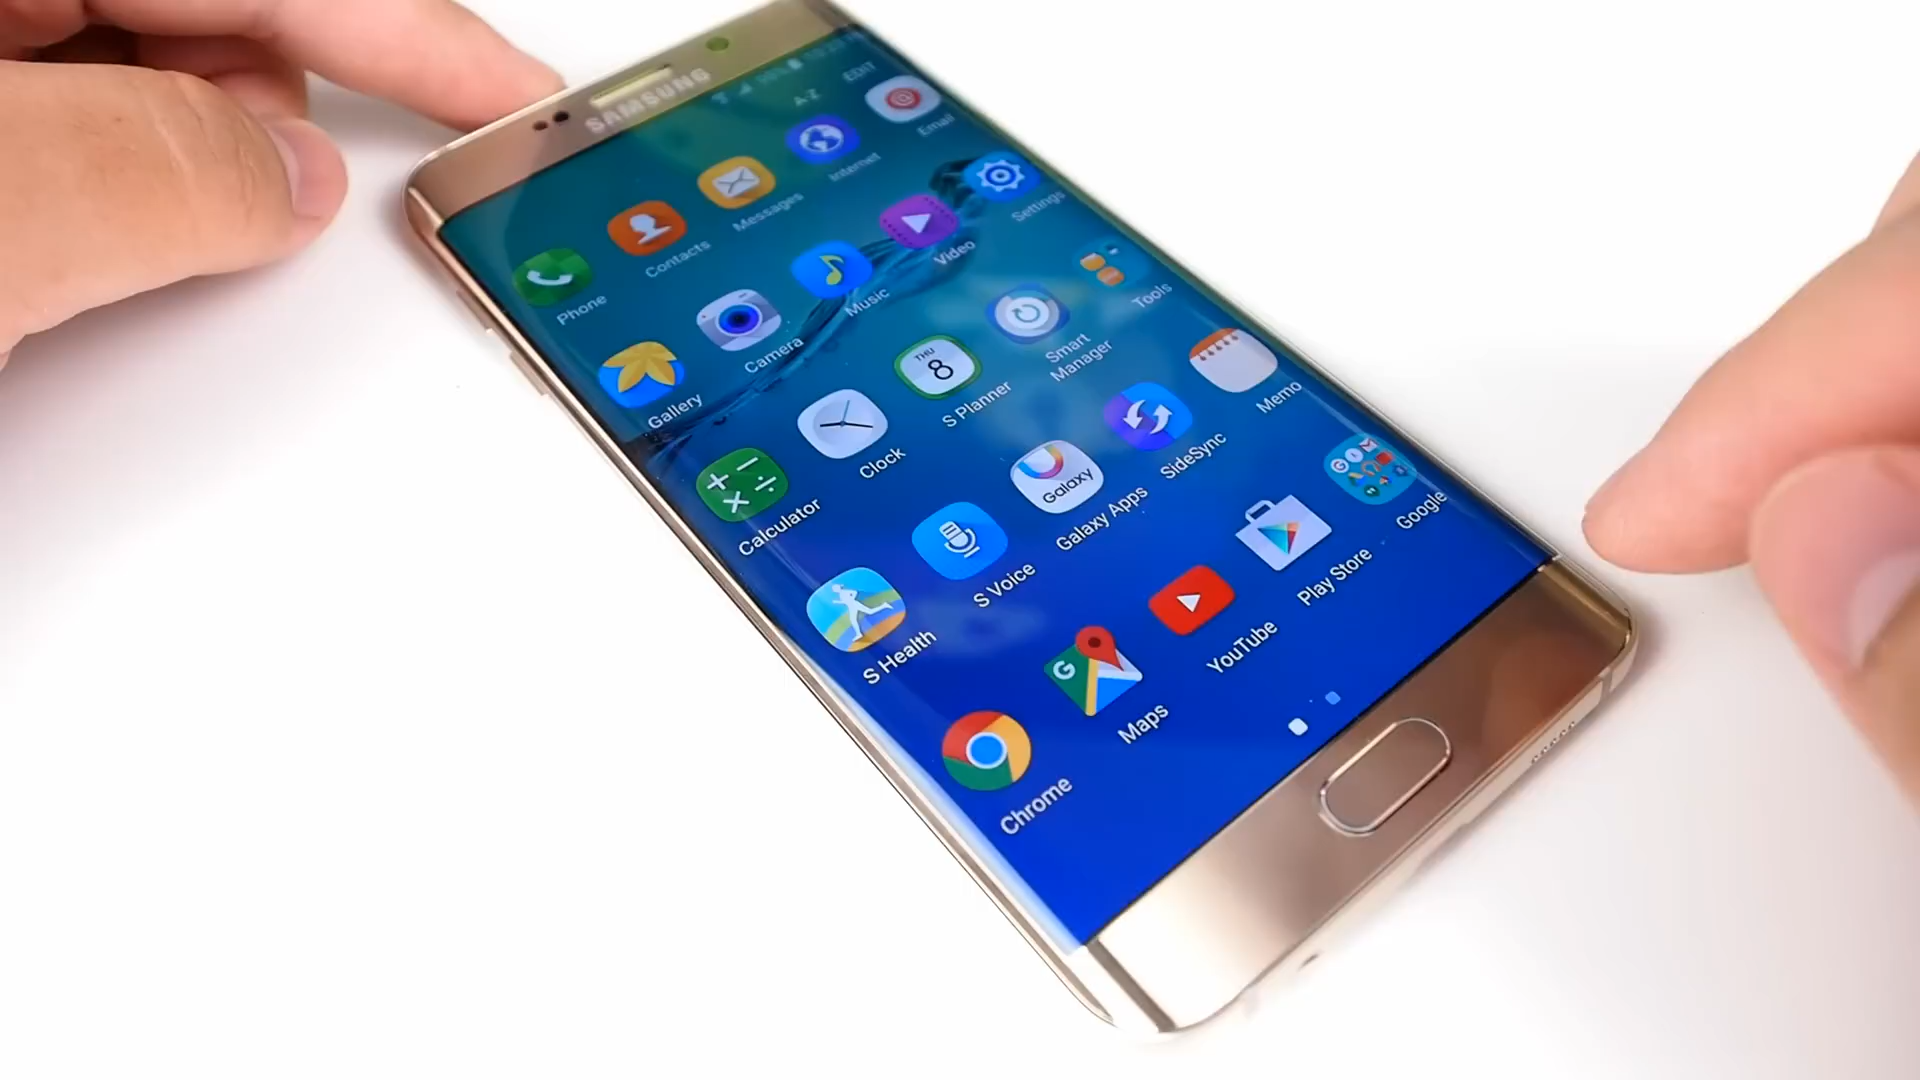 SAMSUNG
A-Z
EDIT
Phone
Contacts
Messages
Internet
Email
Gallery
Camera
Music
Video
Settings
Calculator
Clock
THU
8
S Planner
Smart
Manager
Tools
S Health
S Voice
Galaxy
Galaxy Apps
SideSync
Memo
Chrome
G
Maps
YouTube
Play Store
G
Google